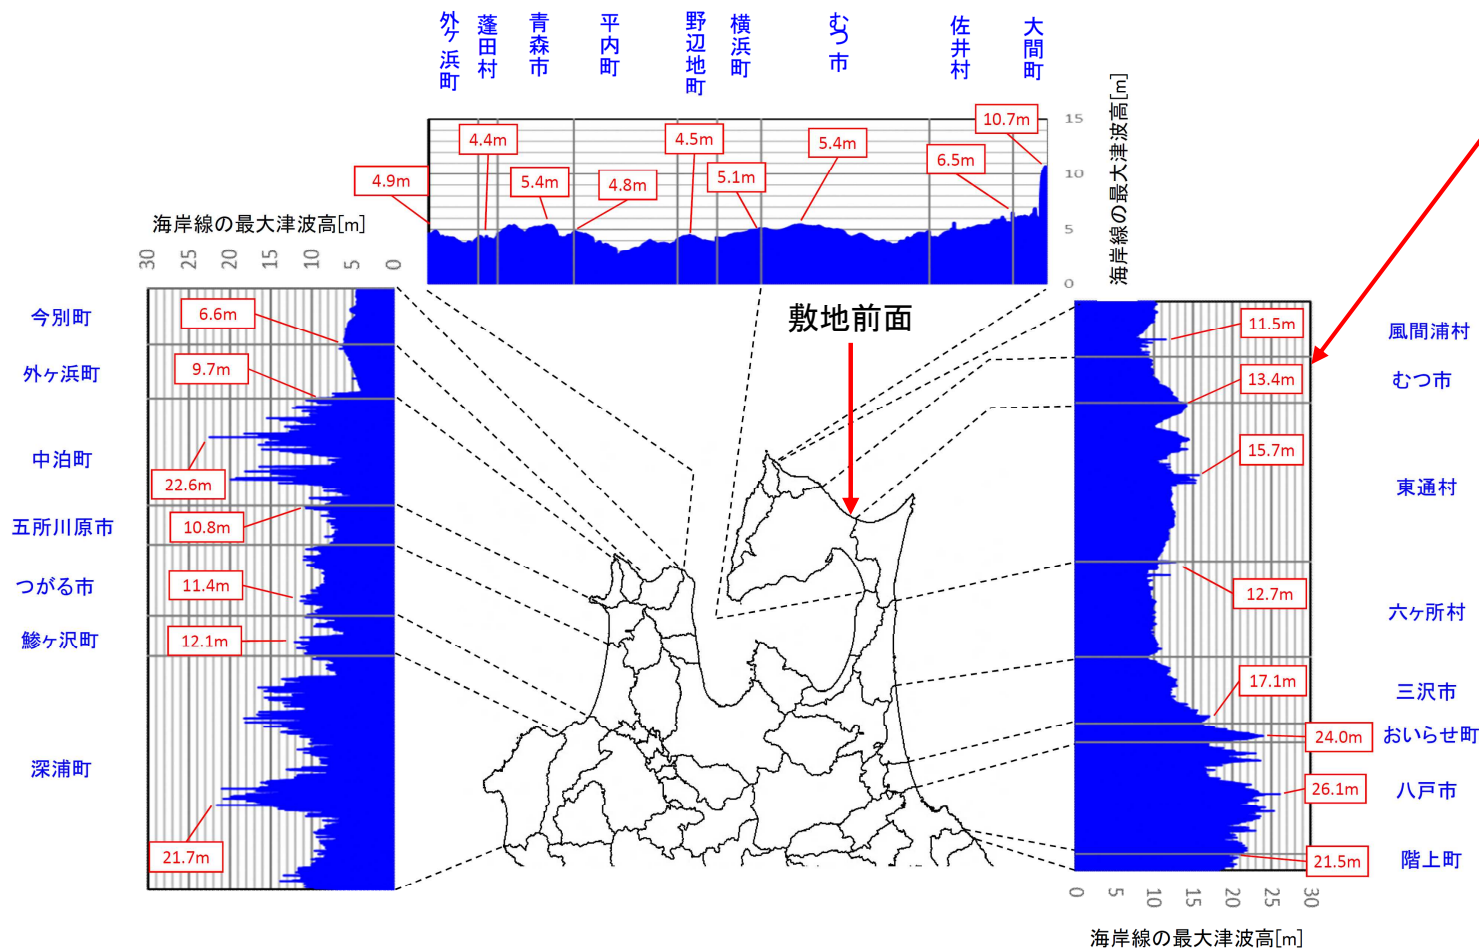 外ヶ浜町
蓬田村
青森市
平内町
野辺地町
横浜町
むつ市
佐井村
大間町
海岸線の最大津波高[m]
15
10
5
0
4.9m
4.4m
5.4m
4.8m
4.5m
5.1m
5.4m
6.5m
10.7m
海岸線の最大津波高[m]
30
25
20
15
10
5
0
今別町
6.6m
外ヶ浜町
9.7m
中泊町
22.6m
五所川原市
10.8m
つがる市
11.4m
鰺ヶ沢町
12.1m
深浦町
21.7m
敷地前面
11.5m
風間浦村
13.4m
むつ市
15.7m
東通村
12.7m
六ヶ所村
17.1m
三沢市
24.0m
おいらせ町
26.1m
八戸市
21.5m
階上町
0
5
10
15
20
25
30
海岸線の最大津波高[m]